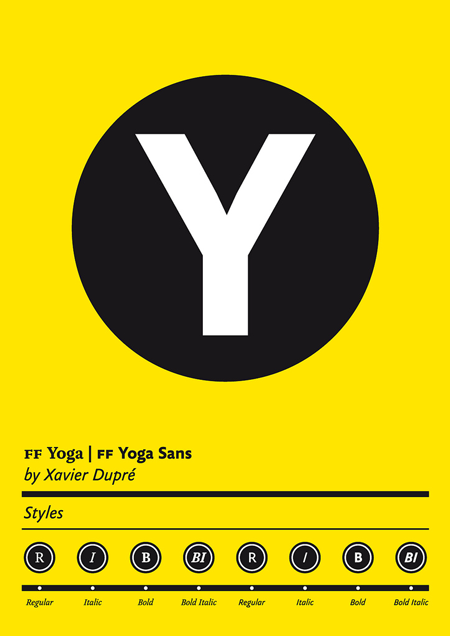 Y
FF Yoga | FF Yoga Sans
by Xavier Dupré
Styles
R I B BI R I B BI
Regular Italic Bold Bold Italic Regular Italic Bold Bold Italic